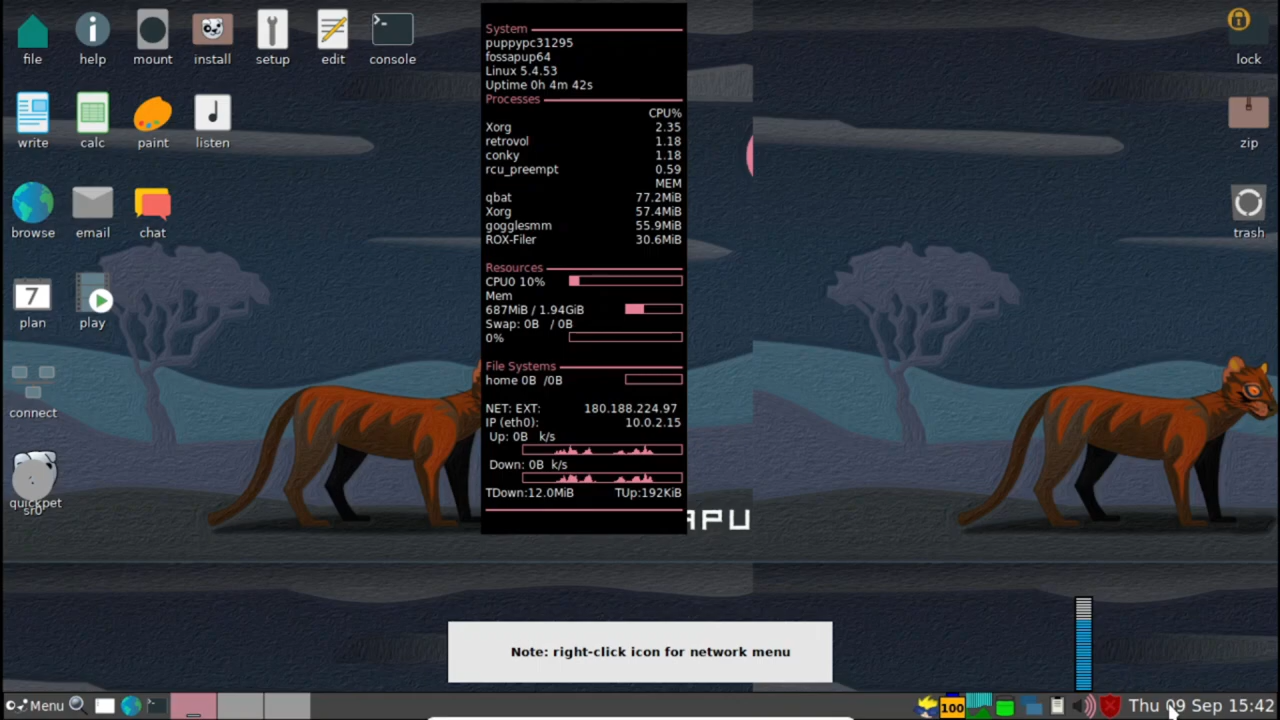 file help mount install setup edit console
lock
write calc paint listen
zip
browse email chat
trash
7
plan play
connect
quickpet
sr0
System
puppypc31295
fossapup64
Linux 5.4.53
Uptime 0h 4m 42s
Processes
CPU%
Xorg 2.35
retrovol 1.18
conky 1.18
rcu_preempt 0.59
MEM
qbat 77.2MiB
Xorg 57.4MiB
gogglesmm 55.9MiB
ROX-Filer 30.6MiB
Resources
CPU0 10%
Mem
687MiB / 1.94GiB
Swap: 0B / 0B
0%
File Systems
home 0B /0B
NET: EXT: 180.188.224.97
IP (eth0): 10.0.2.15
Up: 0B k/s
Down: 0B k/s
TDown:12.0MiB TUp:192KiB
APU
Note: right-click icon for network menu
Menu 100 Thu 09 Sep 15:42